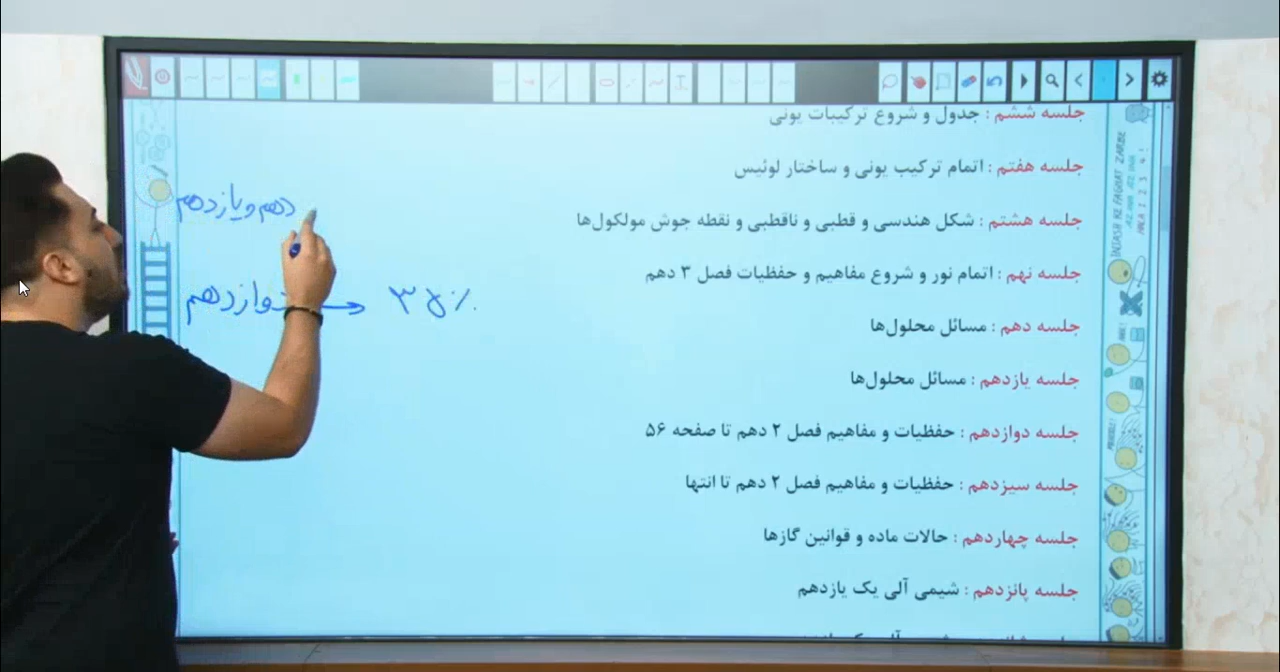 جلسه ششم : جدول و شروع ترکیبات یونی
جلسه هفتم : اتمام ترکیب یونی و ساختار لوئیس
جلسه هشتم : شکل هندسی و قطبی و ناقطبی و نقطه جوش مولکول‌ها
جلسه نهم : اتمام نور و شروع مفاهیم و حفظیات فصل ۳ دهم
جلسه دهم : مسائل محلول‌ها
جلسه یازدهم : مسائل محلول‌ها
جلسه دوازدهم : حفظیات و مفاهیم فصل ۲ دهم تا صفحه ۵۶
جلسه سیزدهم : حفظیات و مفاهیم فصل ۲ دهم تا انتها
جلسه چهاردهم : حالات ماده و قوانین گازها
جلسه پانزدهم : شیمی آلی یک یازدهم
دهم و یازدهم
دوازدهم → ۳۵٪